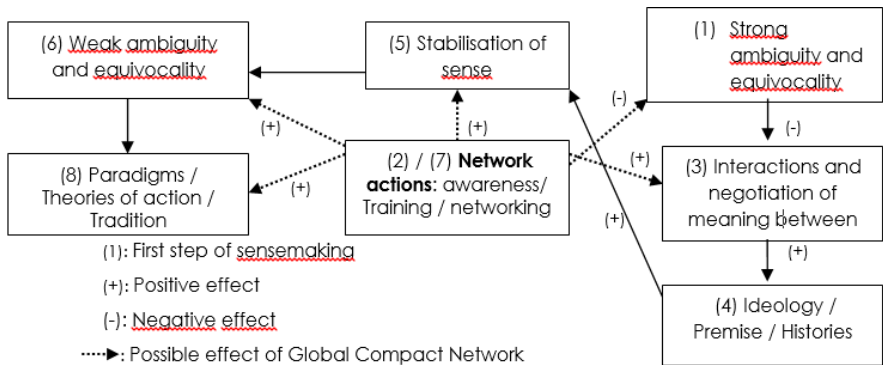 (6) Weak ambiguity
and equivocality
(5) Stabilisation of
sense
(1) Strong
ambiguity and
equivocality
(-)
(+)
(+)
(-)
(8) Paradigms /
Theories of action /
Tradition
(+)
(2) / (7) Network
actions: awareness/
Training / networking
(+)
(3) Interactions and
negotiation of
meaning between
(+)
(+)
(4) Ideology /
Premise / Histories
(1): First step of sensemaking
(+): Positive effect
(-): Negative effect
: Possible effect of Global Compact Network